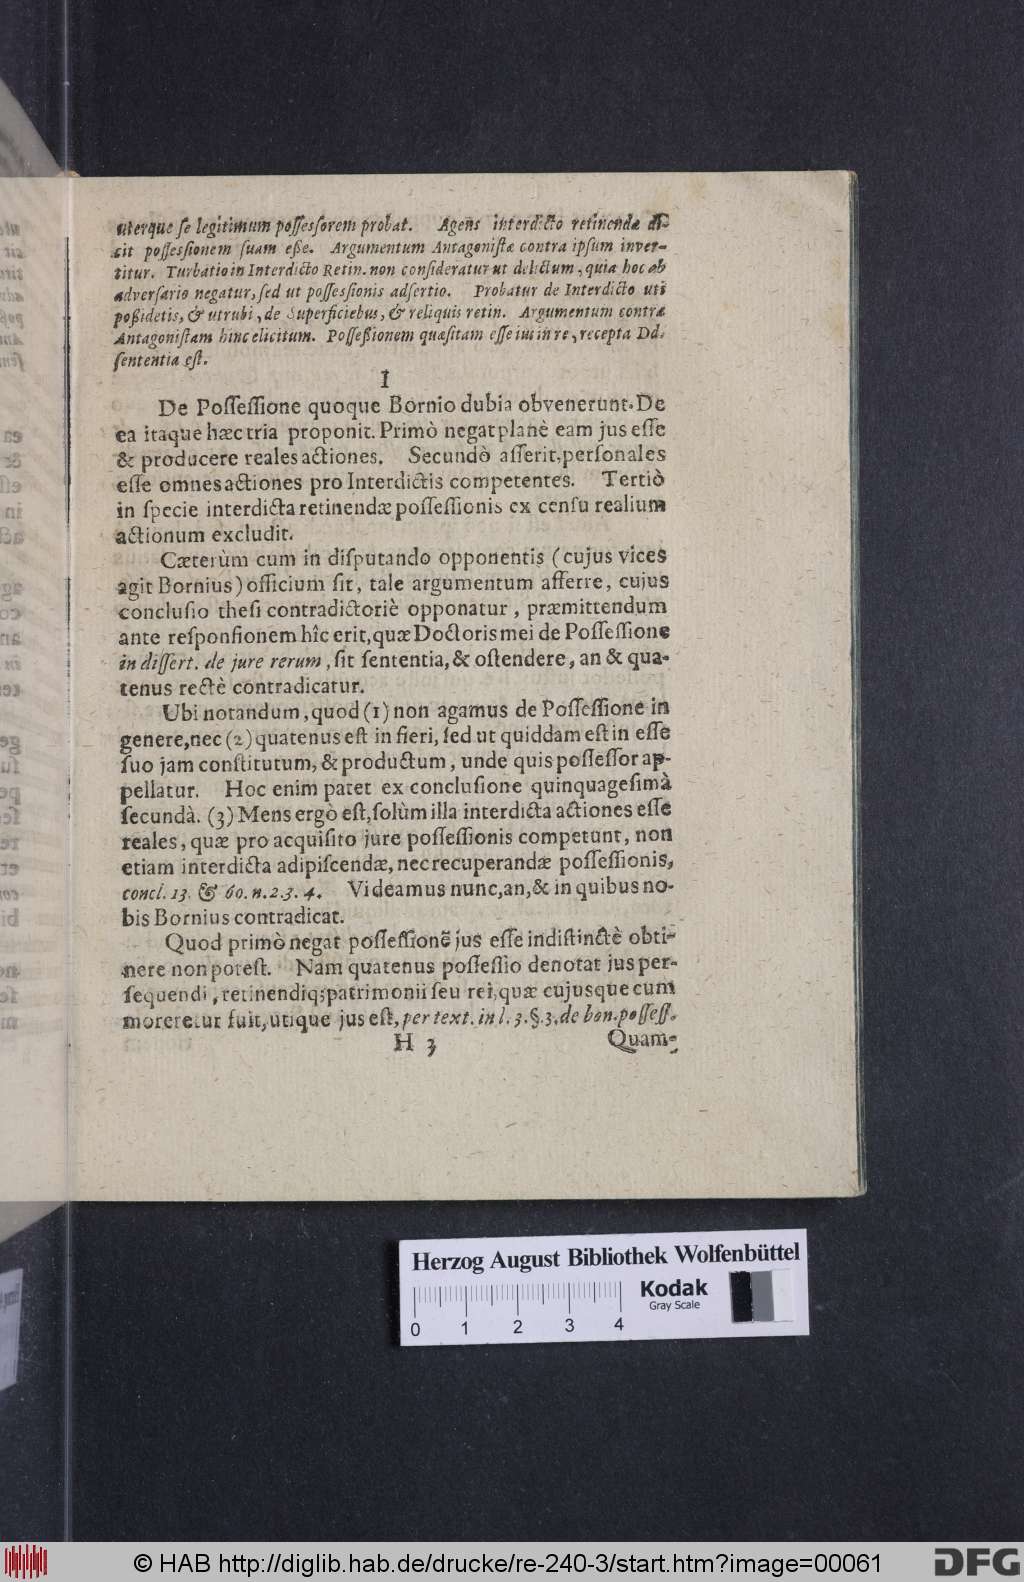 uterque se legitimum possessorem probat. Agens interdicto retinendæ di-
cit possessionem suam esse. Argumentum Antagonistæ contra ipsum inver-
titur. Turbatio in Interdicto Retin. non consideratur ut delictum, quia hoc ab
adversario negatur, sed ut possessionis adsertio. Probatur de Interdicto uti
poßidetis, & utrubi, de Superficiebus, & reliquis retin. Argumentum contra
Antagonistam hinc elicitum. Posseßionem quæsitam esse ius in re, recepta Dd.
sententia est.
I
De Possessione quoque Bornio dubia obvenerunt. De
ea itaque hæc tria proponit. Primò negat planè eam jus esse
& producere reales actiones. Secundò asserit, personales
esse omnes actiones pro Interdictis competentes. Tertiò
in specie interdicta retinendæ possessionis ex censu realium
actionum excludit.
Cæterùm cum in disputando opponentis (cujus vices
agit Bornius) officium sit, tale argumentum afferre, cujus
conclusio thesi contradictoriè opponatur, præmittendum
ante responsionem hîc erit, quæ Doctoris mei de Possessione
in dissert. de jure rerum, sit sententia, & ostendere, an & qua-
tenus rectè contradicatur.
Ubi notandum, quod (1) non agamus de Possessione in
genere, nec (2) quatenus est in fieri, sed ut quiddam est in esse
suo jam constitutum, & productum, unde quis possessor ap-
pellatur. Hoc enim patet ex conclusione quinquagesimà
secundà. (3) Mens ergò est, solùm illa interdicta actiones esse
reales, quæ pro acquisito jure possessionis competunt, non
etiam interdicta adipiscendæ, nec recuperandæ possessionis,
concl. 13. & 60. n. 2. 3. 4. Videamus nunc, an, & in quibus no-
bis Bornius contradicat.
Quod primò negat possessionē jus esse indistinctè obti-
nere non potest. Nam quatenus possessio denotat jus per-
sequendi, retinendiq; patrimonii seu rei, quæ cujusque cum
moreretur fuit, utique jus est, per text. in l. 3. §. 3. de bon. possess.
H 3
Quam-
Herzog August Bibliothek Wolfenbüttel
Kodak
Gray Scale
0 1 2 3 4
© HAB http://diglib.hab.de/drucke/re-240-3/start.htm?image=00061
DFG